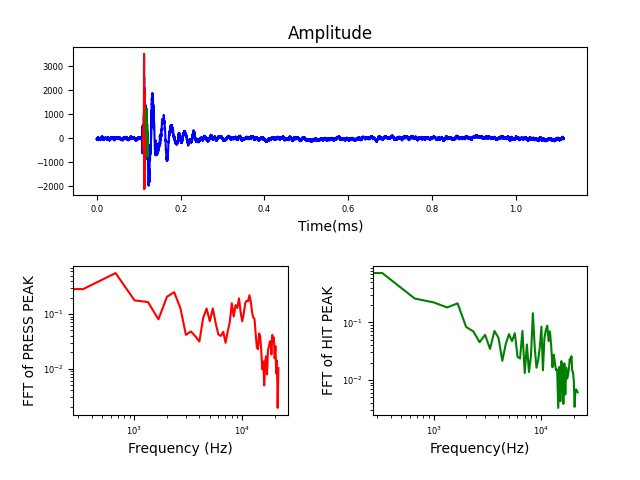 Amplitude
3000
2000
1000
0
−1000
−2000
0.0 0.2 0.4 0.6 0.8 1.0
Time(ms)
FFT of PRESS PEAK
10⁻¹
10⁻²
10³ 10⁴
Frequency (Hz)
FFT of HIT PEAK
10⁻¹
10⁻²
10³ 10⁴
Frequency(Hz)